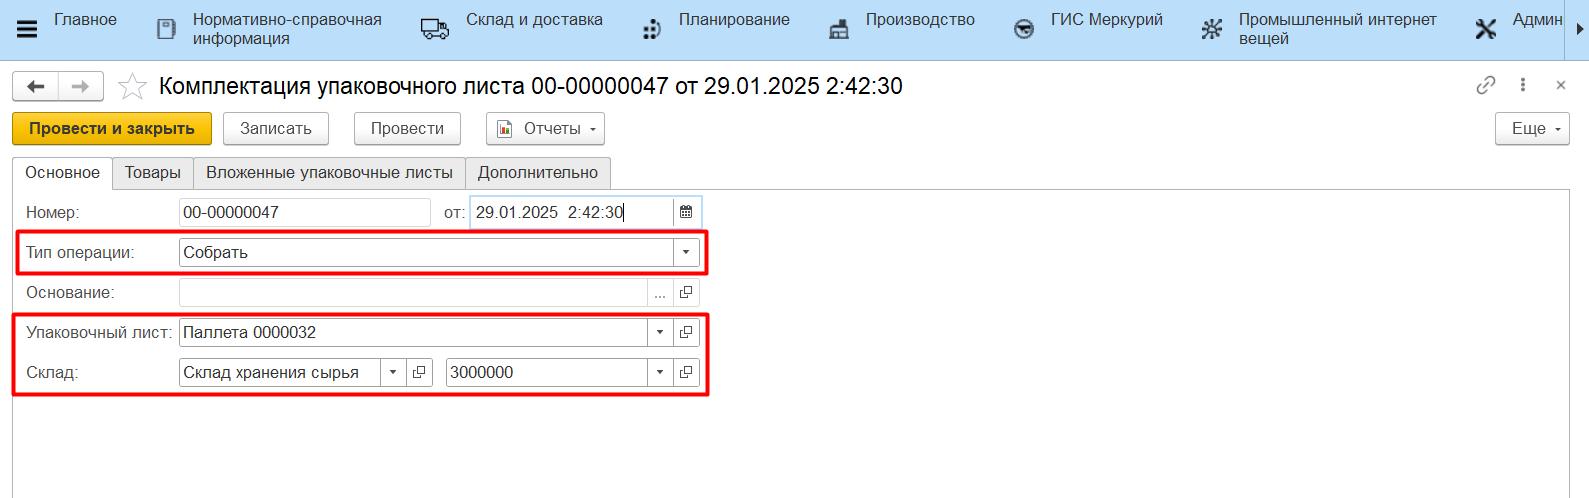 Главное
Нормативно-справочная
информация
Склад и доставка
Планирование
Производство
ГИС Меркурий
Промышленный интернет
вещей
Админ
Комплектация упаковочного листа 00-00000047 от 29.01.2025 2:42:30
Провести и закрыть
Записать
Провести
Отчеты
Еще
Основное
Товары
Вложенные упаковочные листы
Дополнительно
Номер: 00-00000047 от: 29.01.2025 2:42:30
Тип операции: Собрать
Основание: ...
Упаковочный лист: Паллета 0000032
Склад: Склад хранения сырья 3000000